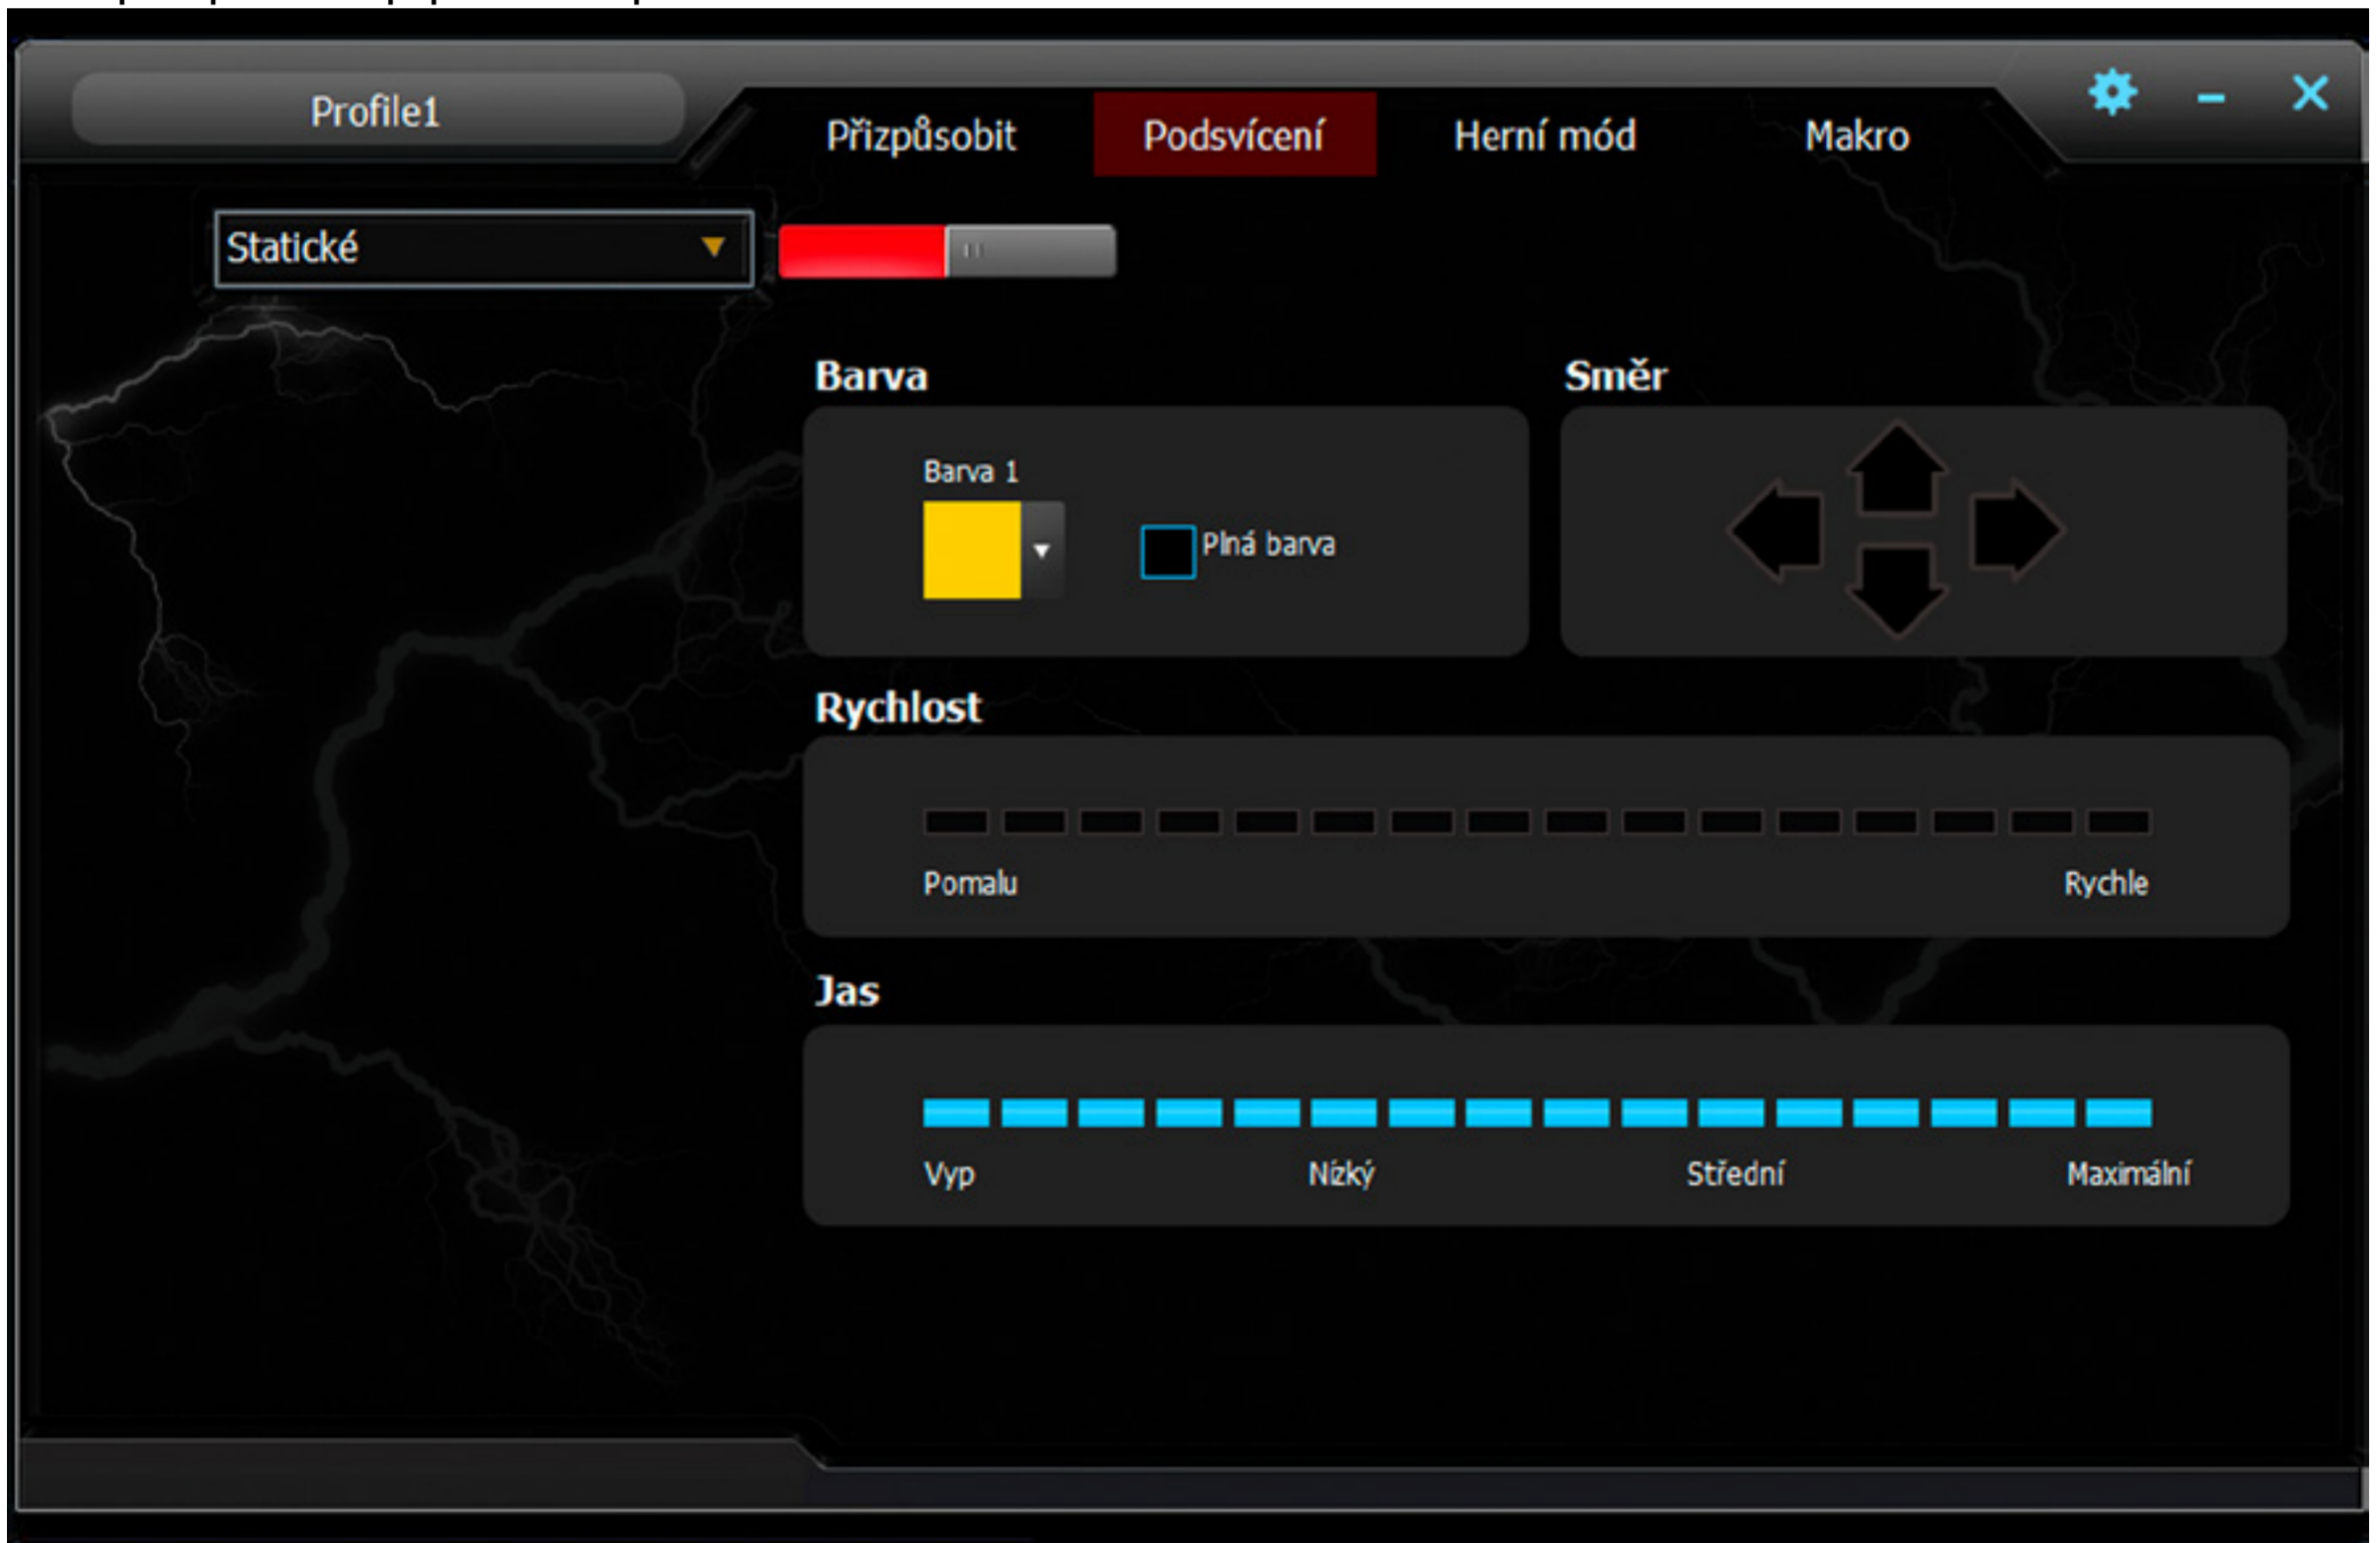 Profile1
Přizpůsobit Podsvícení Herní mód Makro
Statické
Barva Směr
Barva 1
Plná barva
Rychlost
Pomalu Rychle
Jas
Vyp Nízký Střední Maximální